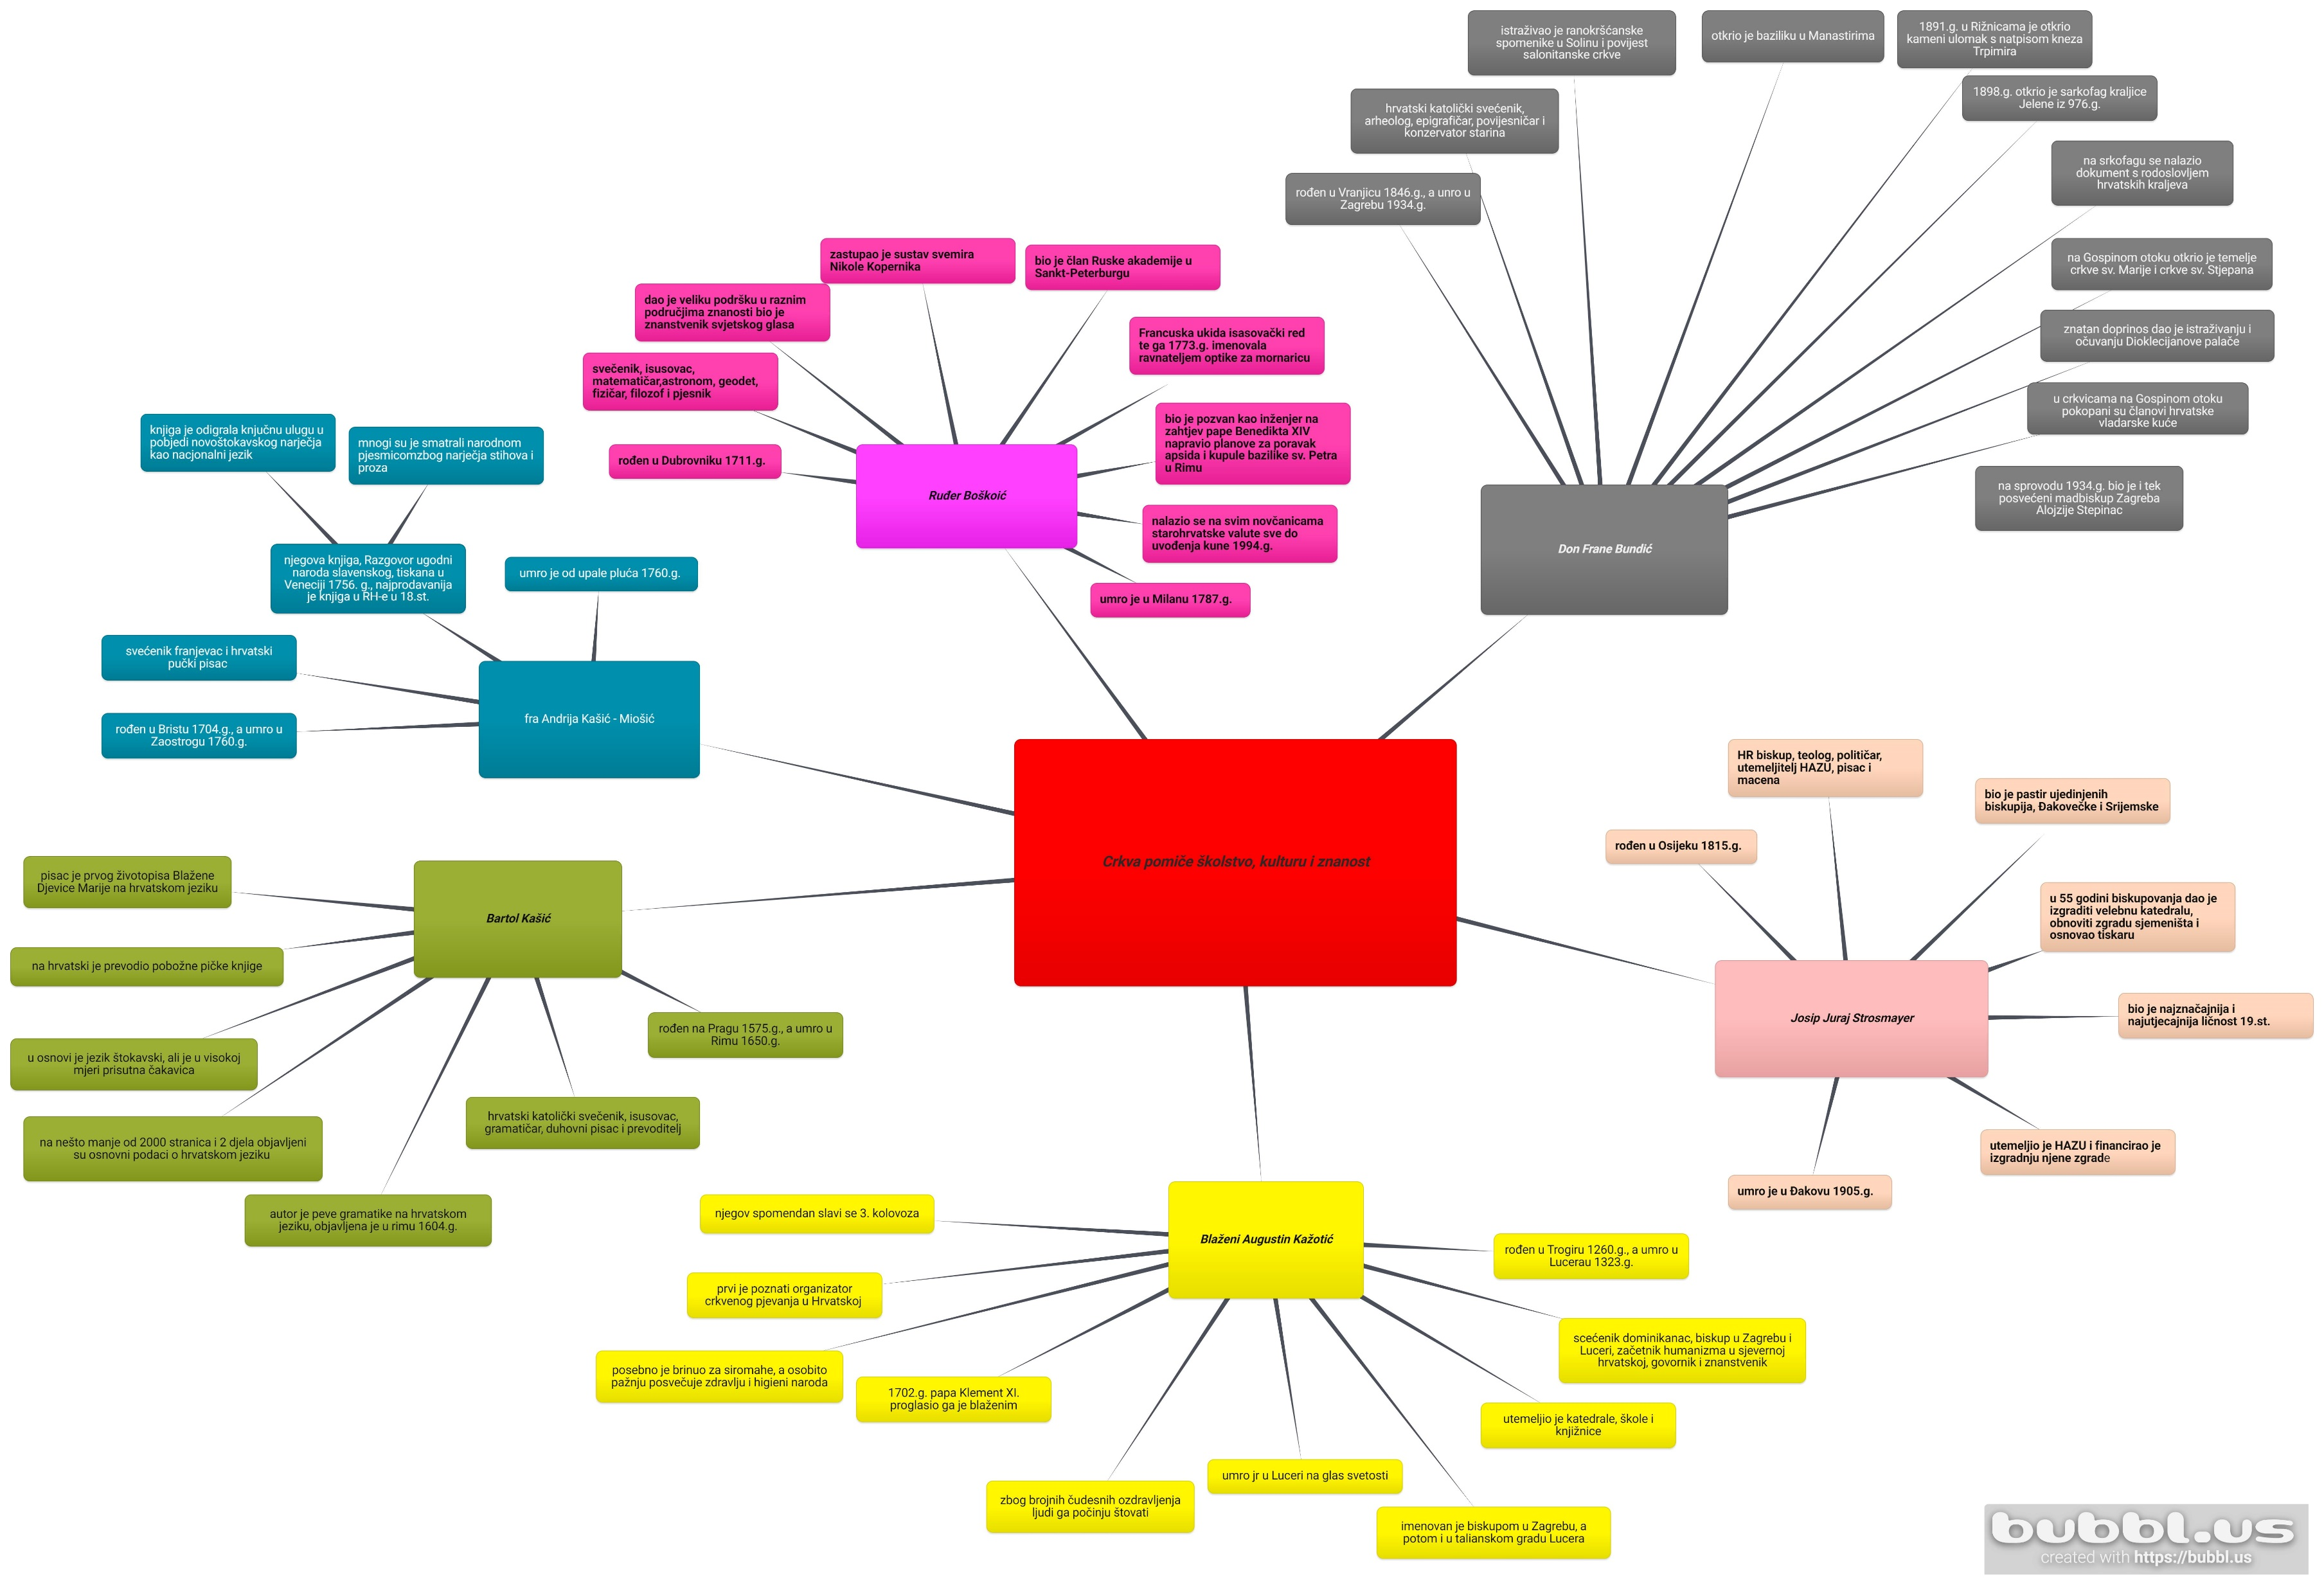 Crkva pomiče školstvo, kulturu i znanost
Don Frane Bundić
rođen u Vranjicu 1846.g., a unro u
Zagrebu 1934.g.
hrvatski katolički svećenik,
arheolog, epigrafičar, povijesničar i
konzervator starina
istraživao je ranokršćanske
spomenike u Solinu i povijest
salonitanske crkve
otkrio je baziliku u Manastirima
1891.g. u Rižnicama je otkrio
kameni ulomak s natpisom kneza
Trpimira
1898.g. otkrio je sarkofag kraljice
Jelene iz 976.g.
na srkofagu se nalazio
dokument s rodoslovljem
hrvatskih kraljeva
na Gospinom otoku otkrio je temelje
crkve sv. Marije i crkve sv. Stjepana
znatan doprinos dao je istraživanju i
očuvanju Dioklecijanove palače
u crkvicama na Gospinom otoku
pokopani su članovi hrvatske
vladarske kuće
na sprovodu 1934.g. bio je i tek
posvećeni madbiskup Zagreba
Alojzije Stepinac
Ruđer Boškoić
rođen u Dubrovniku 1711.g.
svečenik, isusovac,
matematičar,astronom, geodet,
fizičar, filozof i pjesnik
dao je veliku podršku u raznim
područjima znanosti bio je
znanstvenik svjetskog glasa
zastupao je sustav svemira
Nikole Kopernika
bio je član Ruske akademije u
Sankt-Peterburgu
Francuska ukida isasovački red
te ga 1773.g. imenovala
ravnateljem optike za mornaricu
bio je pozvan kao inženjer na
zahtjev pape Benedikta XIV
napravio planove za poravak
apsida i kupule bazilike sv. Petra
u Rimu
nalazio se na svim novčanicama
starohrvatske valute sve do
uvođenja kune 1994.g.
umro je u Milanu 1787.g.
fra Andrija Kašić - Miošić
rođen u Bristu 1704.g., a umro u
Zaostrogu 1760.g.
svećenik franjevac i hrvatski
pučki pisac
njegova knjiga, Razgovor ugodni
naroda slavenskog, tiskana u
Veneciji 1756. g., najprodavanija
je knjiga u RH-e u 18.st.
knjiga je odigrala knjučnu ulugu u
pobjedi novoštokavskog narječja
kao nacjonalni jezik
mnogi su je smatrali narodnom
pjesmicomzbog narječja stihova i
proza
umro je od upale pluća 1760.g.
Bartol Kašić
pisac je prvog životopisa Blažene
Djevice Marije na hrvatskom jeziku
na hrvatski je prevodio pobožne pičke knjige
u osnovi je jezik štokavski, ali je u visokoj
mjeri prisutna čakavica
na nešto manje od 2000 stranica i 2 djela objavljeni
su osnovni podaci o hrvatskom jeziku
autor je peve gramatike na hrvatskom
jeziku, objavljena je u rimu 1604.g.
hrvatski katolički svečenik, isusovac,
gramatičar, duhovni pisac i prevoditelj
rođen na Pragu 1575.g., a umro u
Rimu 1650.g.
Josip Juraj Strosmayer
rođen u Osijeku 1815.g.
HR biskup, teolog, političar,
utemeljitelj HAZU, pisac i
macena
bio je pastir ujedinjenih
biskupija, Đakovečke i Srijemske
u 55 godini biskupovanja dao je
izgraditi velebnu katedralu,
obnoviti zgradu sjemeništa i
osnovao tiskaru
bio je najznačajnija i
najutjecajnija ličnost 19.st.
utemeljio je HAZU i financirao je
izgradnju njene zgrade
umro je u Đakovu 1905.g.
Blaženi Augustin Kažotić
rođen u Trogiru 1260.g., a umro u
Lucerau 1323.g.
scećenik dominikanac, biskup u Zagrebu i
Luceri, začetnik humanizma u sjevernoj
hrvatskoj, govornik i znanstvenik
utemeljio je katedrale, škole i
knjižnice
imenovan je biskupom u Zagrebu, a
potom i u talianskom gradu Lucera
umro jr u Luceri na glas svetosti
zbog brojnih čudesnih ozdravljenja
ljudi ga počinju štovati
1702.g. papa Klement XI.
proglasio ga je blaženim
posebno je brinuo za siromahe, a osobito
pažnju posvečuje zdravlju i higieni naroda
prvi je poznati organizator
crkvenog pjevanja u Hrvatskoj
njegov spomendan slavi se 3. kolovoza
bubbl.us
created with https://bubbl.us